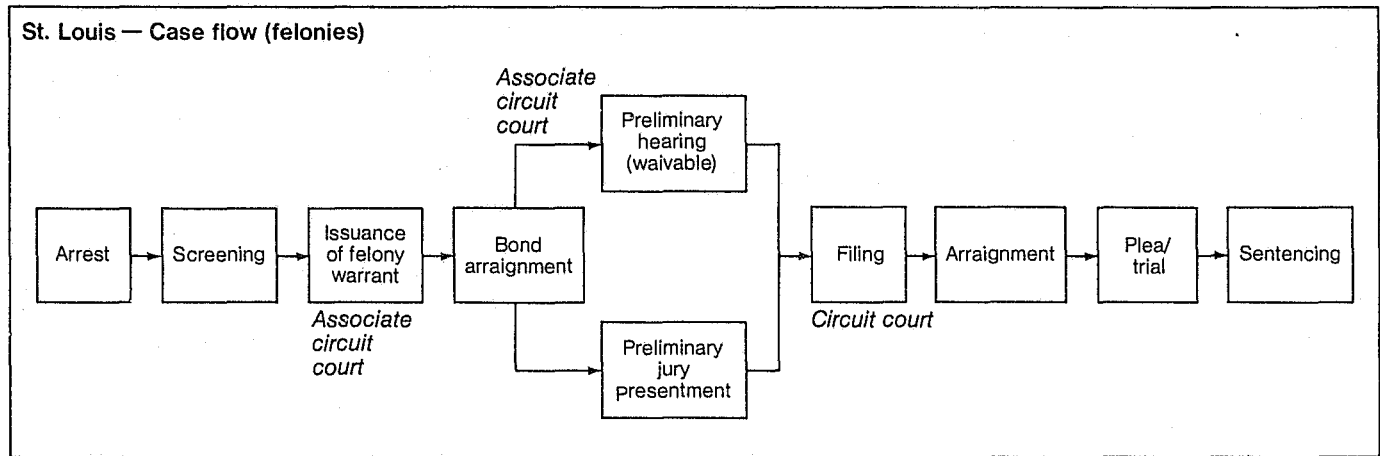 St. Louis — Case flow (felonies)
Arrest
Screening
Issuance
of felony
warrant
Associate
circuit
court
Bond
arraignment
Associate
circuit
court
Preliminary
hearing
(waivable)
Preliminary
jury
presentment
Filing
Circuit court
Arraignment
Plea/
trial
Sentencing